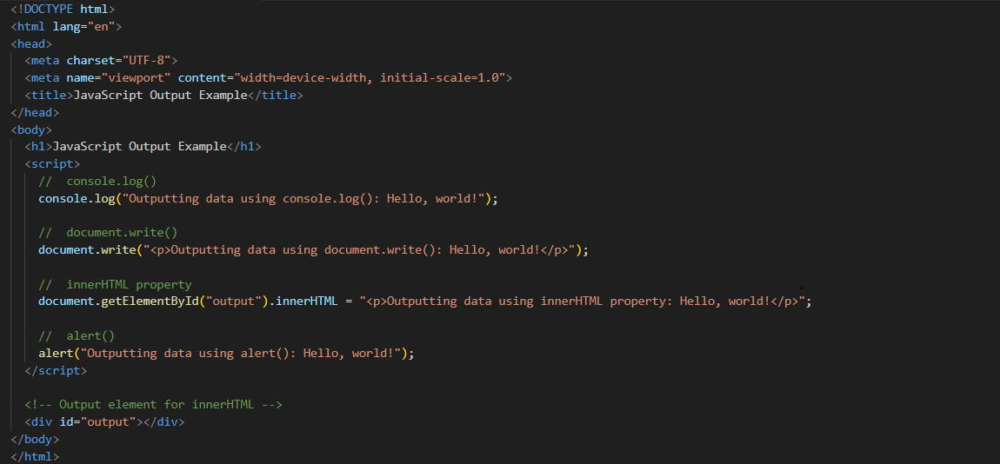 <!DOCTYPE html>
<html lang="en">
<head>
  <meta charset="UTF-8">
  <meta name="viewport" content="width=device-width, initial-scale=1.0">
  <title>JavaScript Output Example</title>
</head>
<body>
  <h1>JavaScript Output Example</h1>
  <script>
    //  console.log()
    console.log("Outputting data using console.log(): Hello, world!");

    //  document.write()
    document.write("<p>Outputting data using document.write(): Hello, world!</p>");

    //  innerHTML property
    document.getElementById("output").innerHTML = "<p>Outputting data using innerHTML property: Hello, world!</p>";

    //  alert()
    alert("Outputting data using alert(): Hello, world!");
  </script>

  <!-- Output element for innerHTML -->
  <div id="output"></div>
</body>
</html>